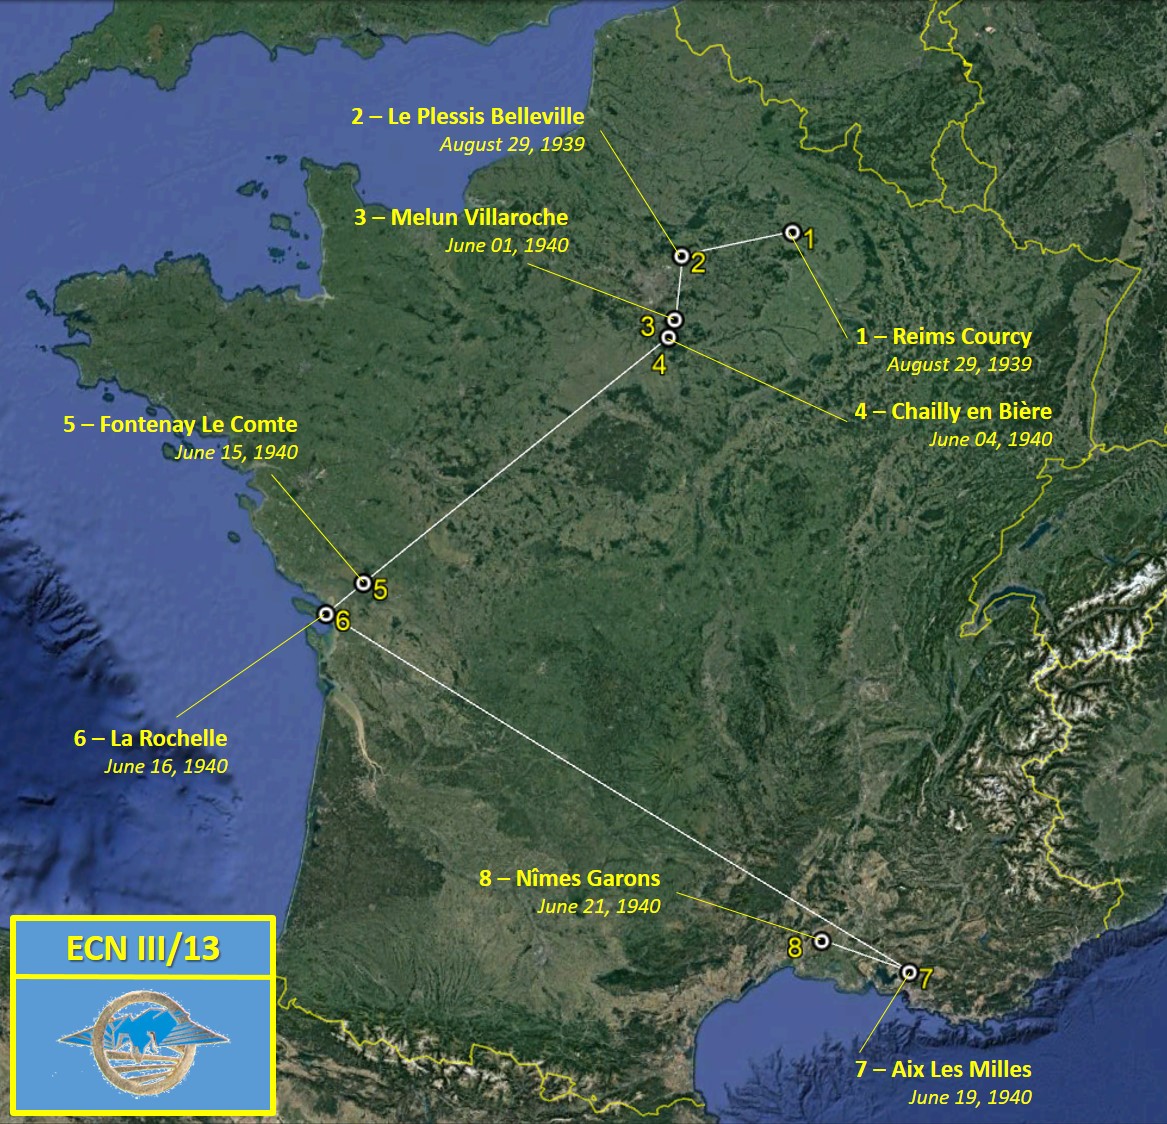 2 – Le Plessis Belleville
August 29, 1939
3 – Melun Villaroche
June 01, 1940
1
2
3
4
1 – Reims Courcy
August 29, 1939
4 – Chailly en Bière
June 04, 1940
5 – Fontenay Le Comte
June 15, 1940
5
6
6 – La Rochelle
June 16, 1940
8 – Nîmes Garons
June 21, 1940
8
7
ECN III/13
7 – Aix Les Milles
June 19, 1940